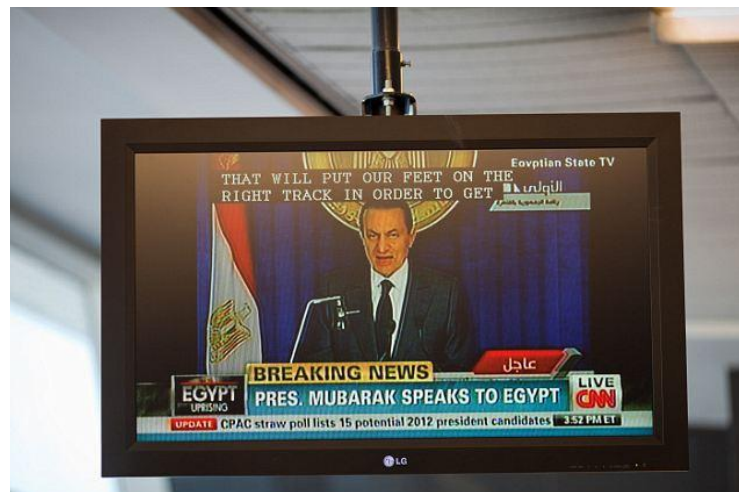 Egyptian State TV
THAT WILL PUT OUR FEET ON THE
RIGHT TRACK IN ORDER TO GET
الأولى
عاجل
BREAKING NEWS
EGYPT
UPRISING
PRES. MUBARAK SPEAKS TO EGYPT
LIVE
CNN
UPDATE CPAC straw poll lists 15 potential 2012 president candidates 3:52 PM ET
LG